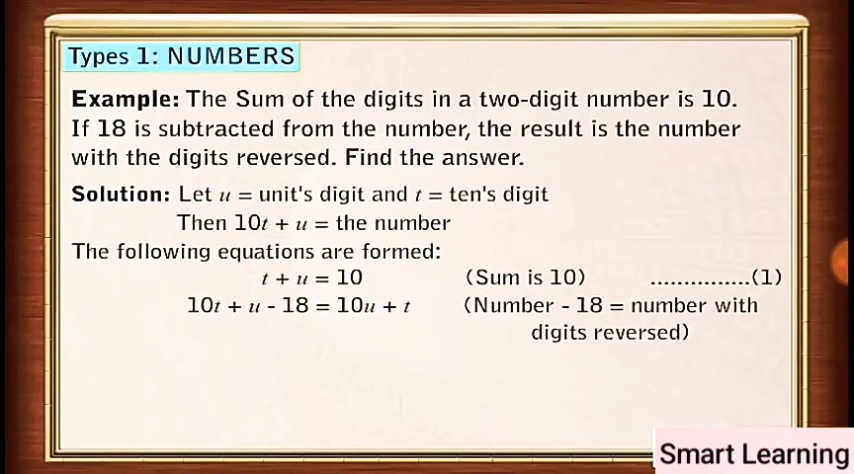 Types 1: NUMBERS
Example: The Sum of the digits in a two-digit number is 10.
If 18 is subtracted from the number, the result is the number
with the digits reversed. Find the answer.
Solution: Let u = unit's digit and t = ten's digit
Then 10t + u = the number
The following equations are formed:
t + u = 10 (Sum is 10) ...............(1)
10t + u - 18 = 10u + t (Number - 18 = number with
digits reversed)
Smart Learning